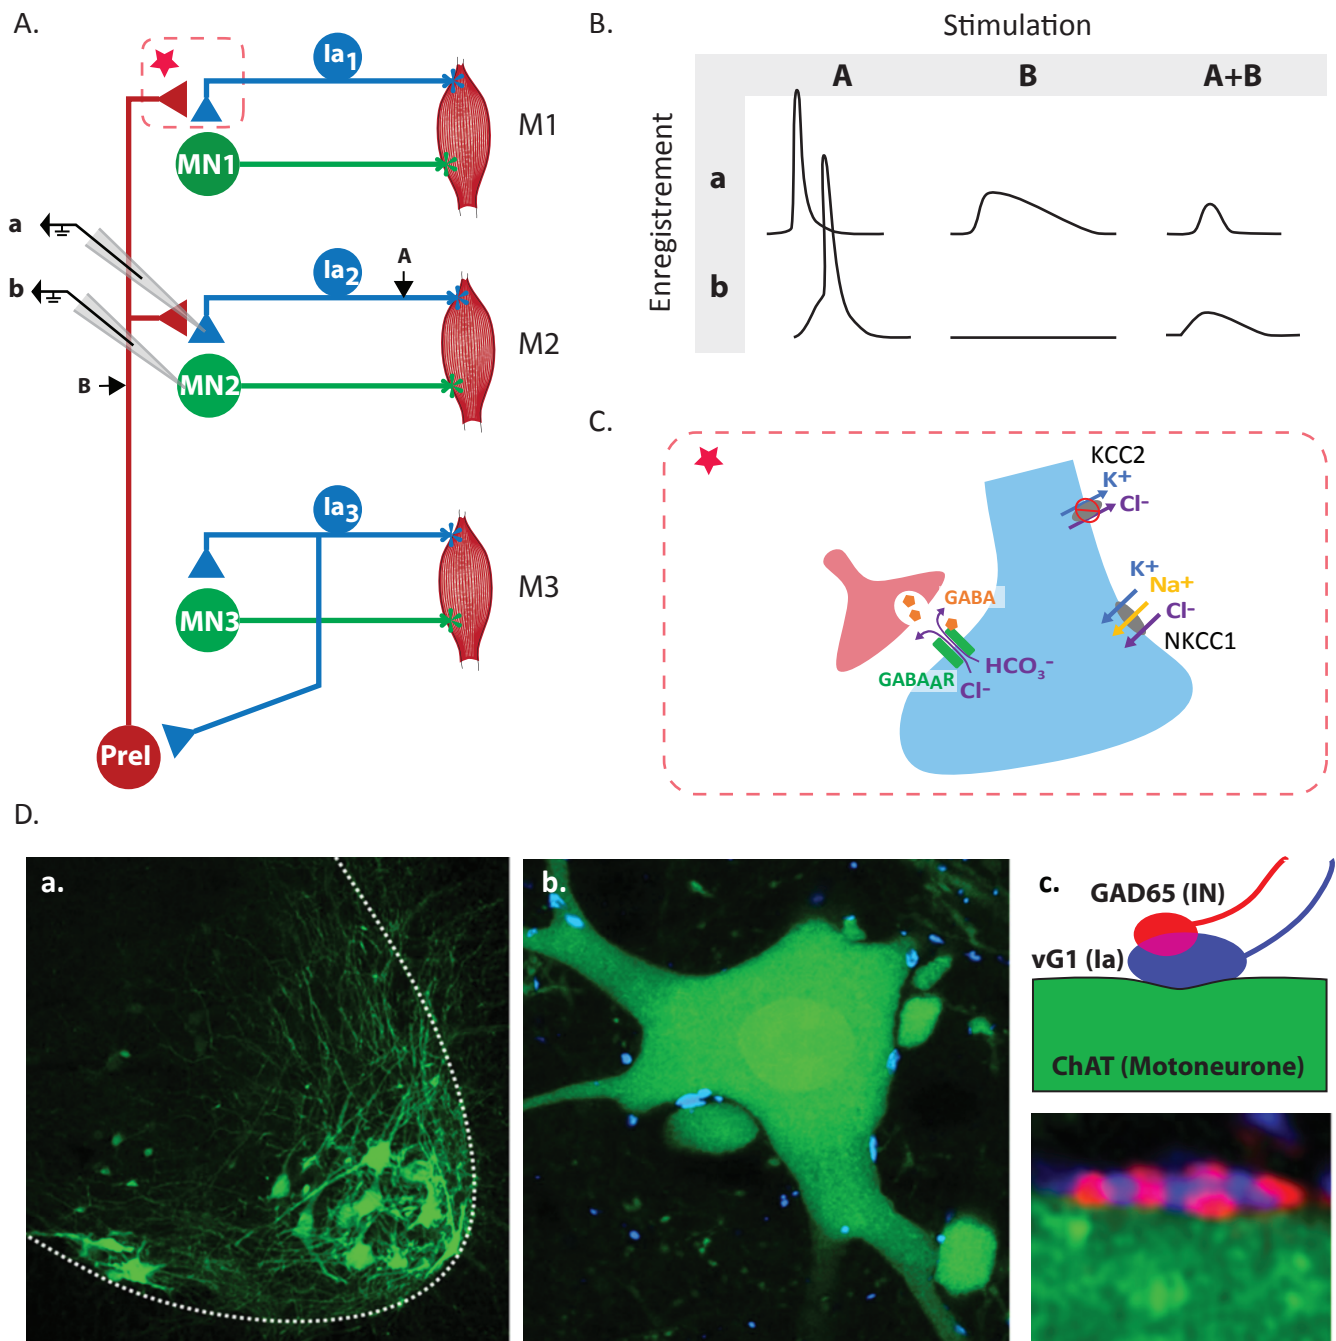 A.
Ia1
MN1
M1
a
b
Ia2
A
MN2
M2
B
Ia3
MN3
M3
PreI
B.
Stimulation
A B A+B
Enregistrement
a
b
C.
KCC2
K+
Cl-
K+
Na+
Cl-
NKCC1
GABA
HCO3-
GABAAR
Cl-
D.
a.
b.
c.
GAD65 (IN)
vG1 (Ia)
ChAT (Motoneurone)